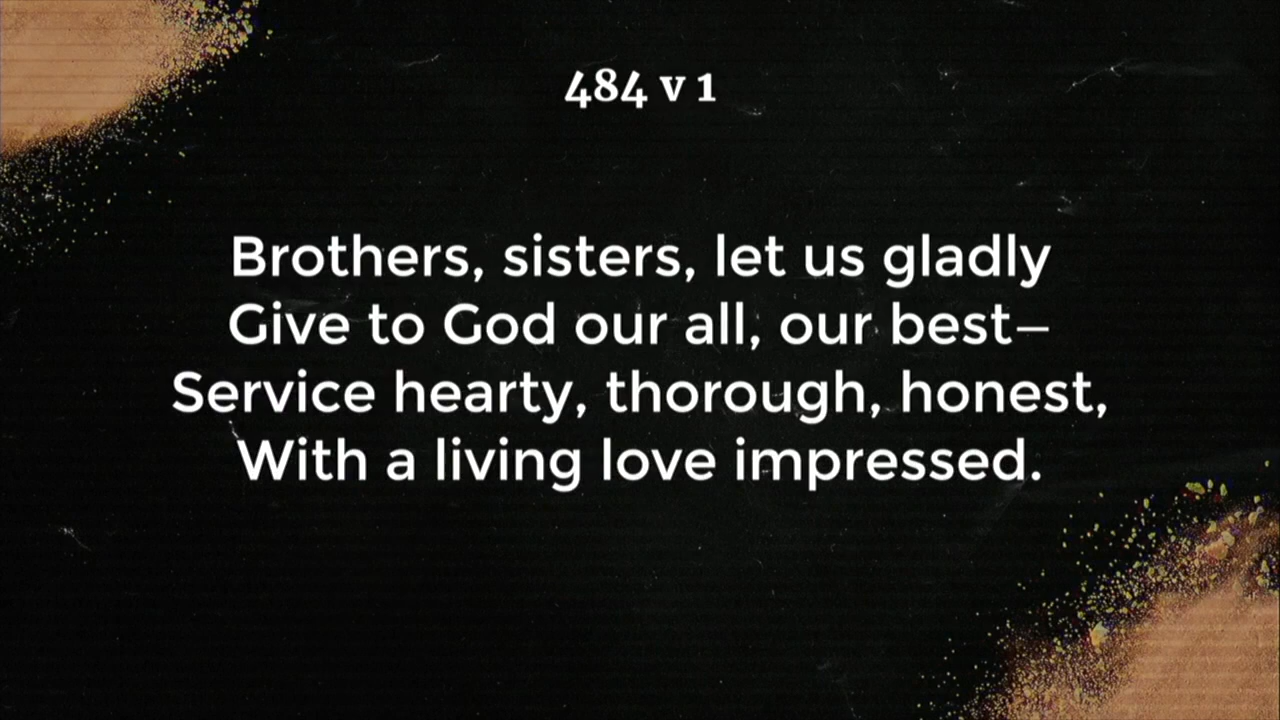 484 v 1
Brothers, sisters, let us gladly
Give to God our all, our best—
Service hearty, thorough, honest,
With a living love impressed.